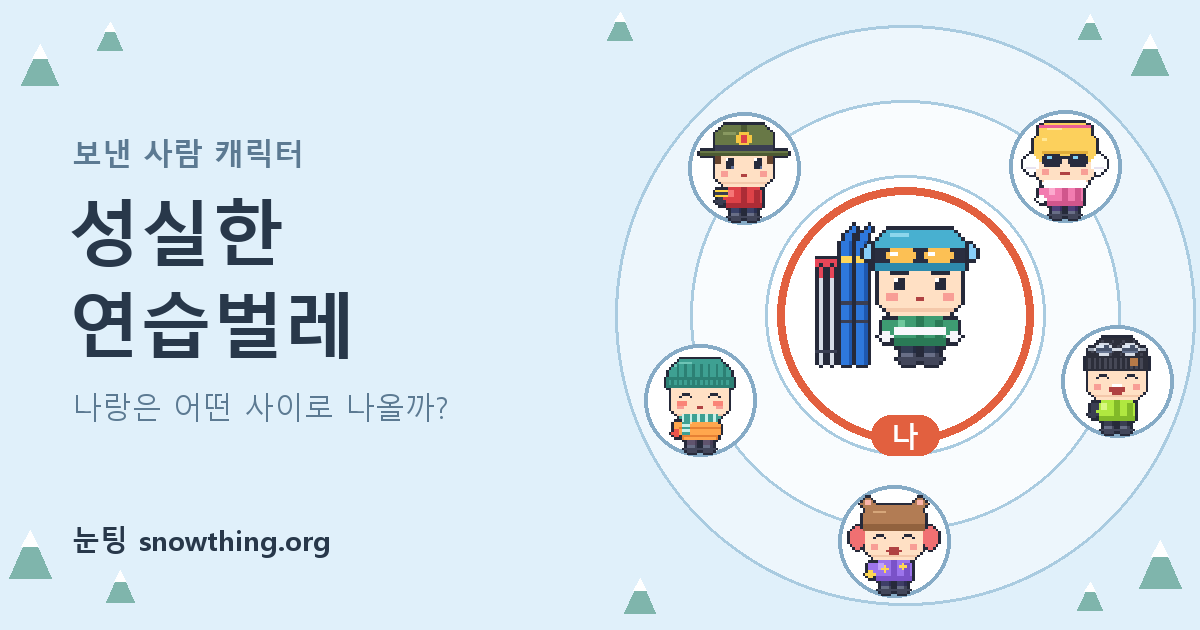 보낸 사람 캐릭터
성실한
연습벌레
나랑은 어떤 사이로 나올까?
눈팅 snowthing.org
나